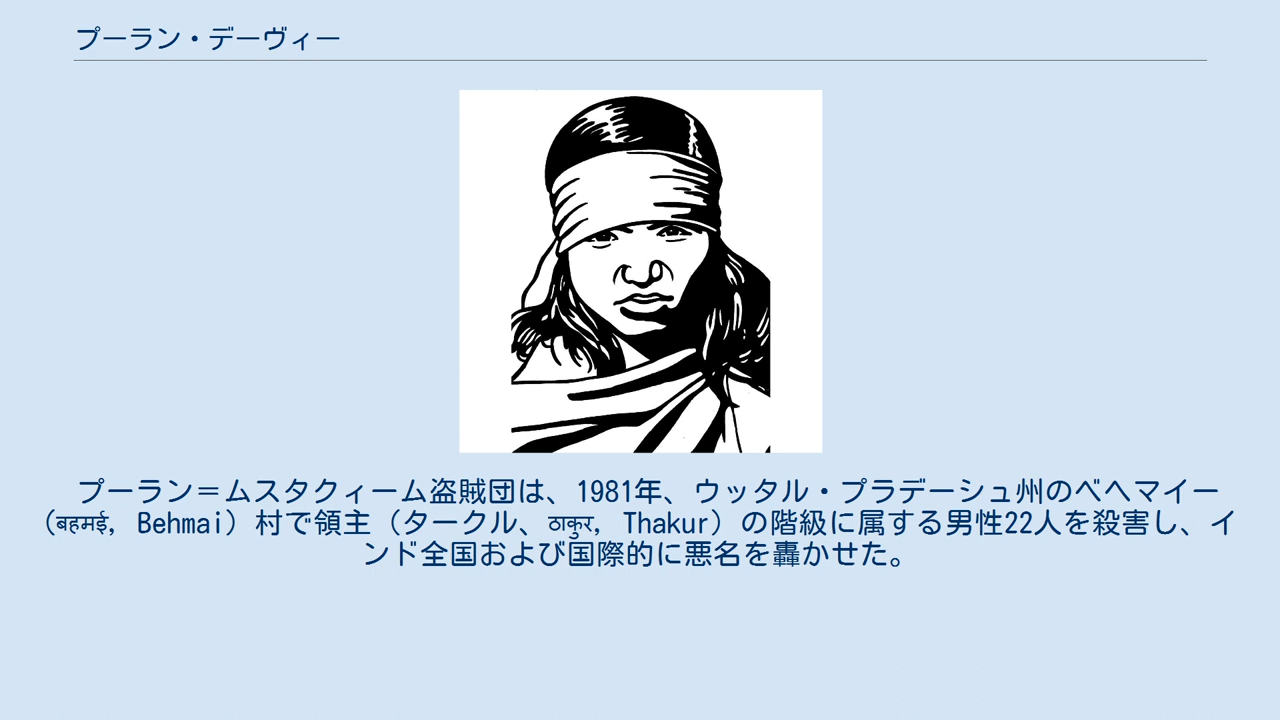 プーラン・デーヴィー
プーラン＝ムスタクィーム盗賊団は、1981年、ウッタル・プラデーシュ州のベヘマイー
（बहमई, Behmai）村で領主（タークル、ठाकुर, Thakur）の階級に属する男性22人を殺害し、イ
ンド全国および国際的に悪名を轟かせた。